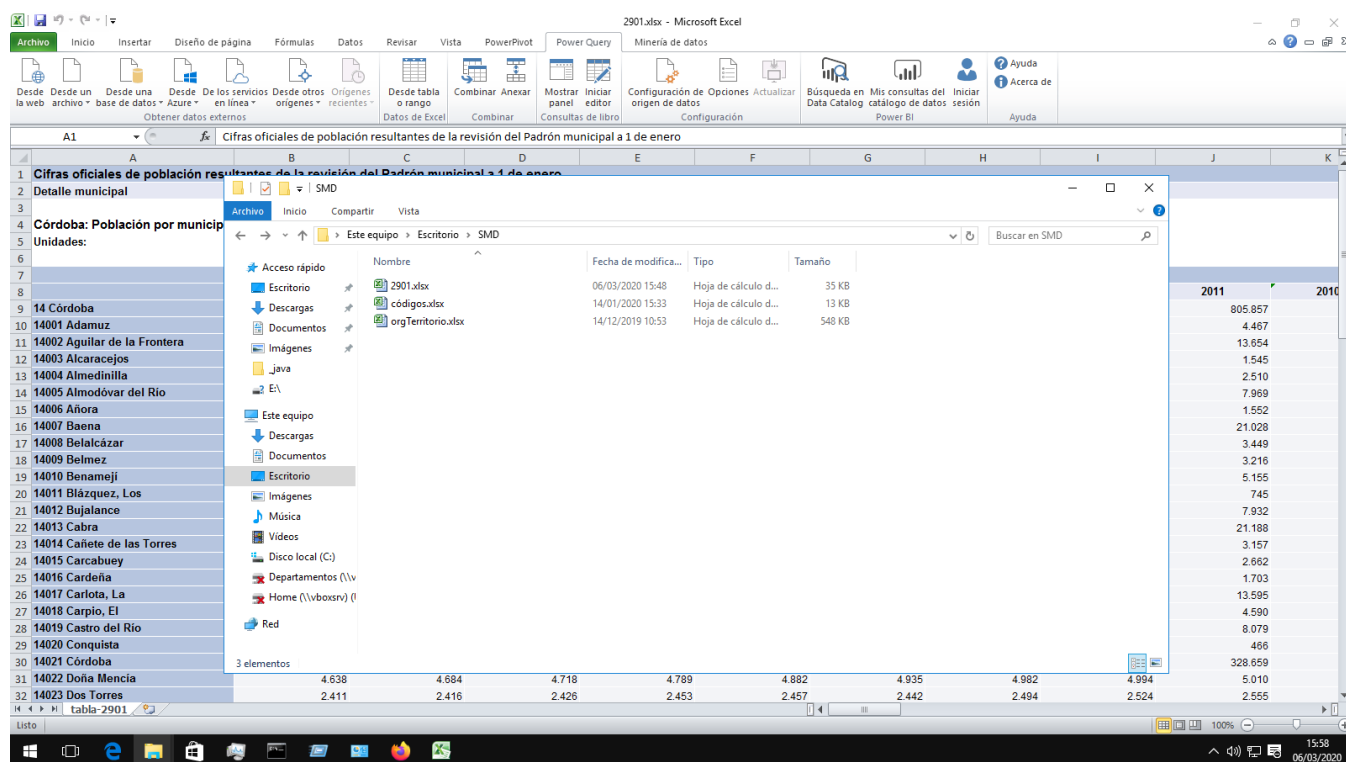 2901.xlsx - Microsoft Excel
Archivo Inicio Insertar Diseño de página Fórmulas Datos Revisar Vista PowerPivot Power Query Minería de datos
Desde la web
Desde un archivo
Desde una base de datos
Desde Azure
De los servicios en línea
Desde otros orígenes
Orígenes recientes
Desde tabla o rango
Combinar
Anexar
Mostrar panel
Iniciar editor
Configuración de origen de datos
Opciones
Actualizar
Búsqueda en Data Catalog
Mis consultas del catálogo de datos
Iniciar sesión
Ayuda
Acerca de
Obtener datos externos Datos de Excel Combinar Consultas de libro Configuración Power BI Ayuda
A1 fx Cifras oficiales de población resultantes de la revisión del Padrón municipal a 1 de enero
A B C D E F G H I J K
1 Cifras oficiales de población resultantes de la revisión del Padrón municipal a 1 de enero
2 Detalle municipal
3
4 Córdoba: Población por municip
5 Unidades:
6
7
8 2011 2010
9 14 Córdoba 805.857
10 14001 Adamuz 4.467
11 14002 Aguilar de la Frontera 13.654
12 14003 Alcaracejos 1.545
13 14004 Almedinilla 2.510
14 14005 Almodóvar del Río 7.969
15 14006 Añora 1.552
16 14007 Baena 21.028
17 14008 Belalcázar 3.449
18 14009 Belmez 3.216
19 14010 Benamejí 5.155
20 14011 Blázquez, Los 745
21 14012 Bujalance 7.932
22 14013 Cabra 21.188
23 14014 Cañete de las Torres 3.157
24 14015 Carcabuey 2.662
25 14016 Cardeña 1.703
26 14017 Carlota, La 13.595
27 14018 Carpio, El 4.590
28 14019 Castro del Río 8.079
29 14020 Conquista 466
30 14021 Córdoba 328.659
31 14022 Doña Mencía 4.638 4.684 4.718 4.789 4.882 4.935 4.982 4.994 5.010
32 14023 Dos Torres 2.411 2.416 2.426 2.453 2.457 2.442 2.494 2.524 2.555
SMD
Archivo Inicio Compartir Vista
Este equipo > Escritorio > SMD
Buscar en SMD
Acceso rápido
Escritorio
Descargas
Documentos
Imágenes
_java
E:\
Este equipo
Descargas
Documentos
Escritorio
Imágenes
Música
Vídeos
Disco local (C:)
Departamentos (\\v
Home (\\vboxsrv) (
Red
Nombre Fecha de modifica... Tipo Tamaño
2901.xlsx 06/03/2020 15:48 Hoja de cálculo d... 35 KB
códigos.xlsx 14/01/2020 15:33 Hoja de cálculo d... 13 KB
orgTerritorio.xlsx 14/12/2019 10:53 Hoja de cálculo d... 548 KB
3 elementos
tabla-2901
Listo 100%
15:58
06/03/2020